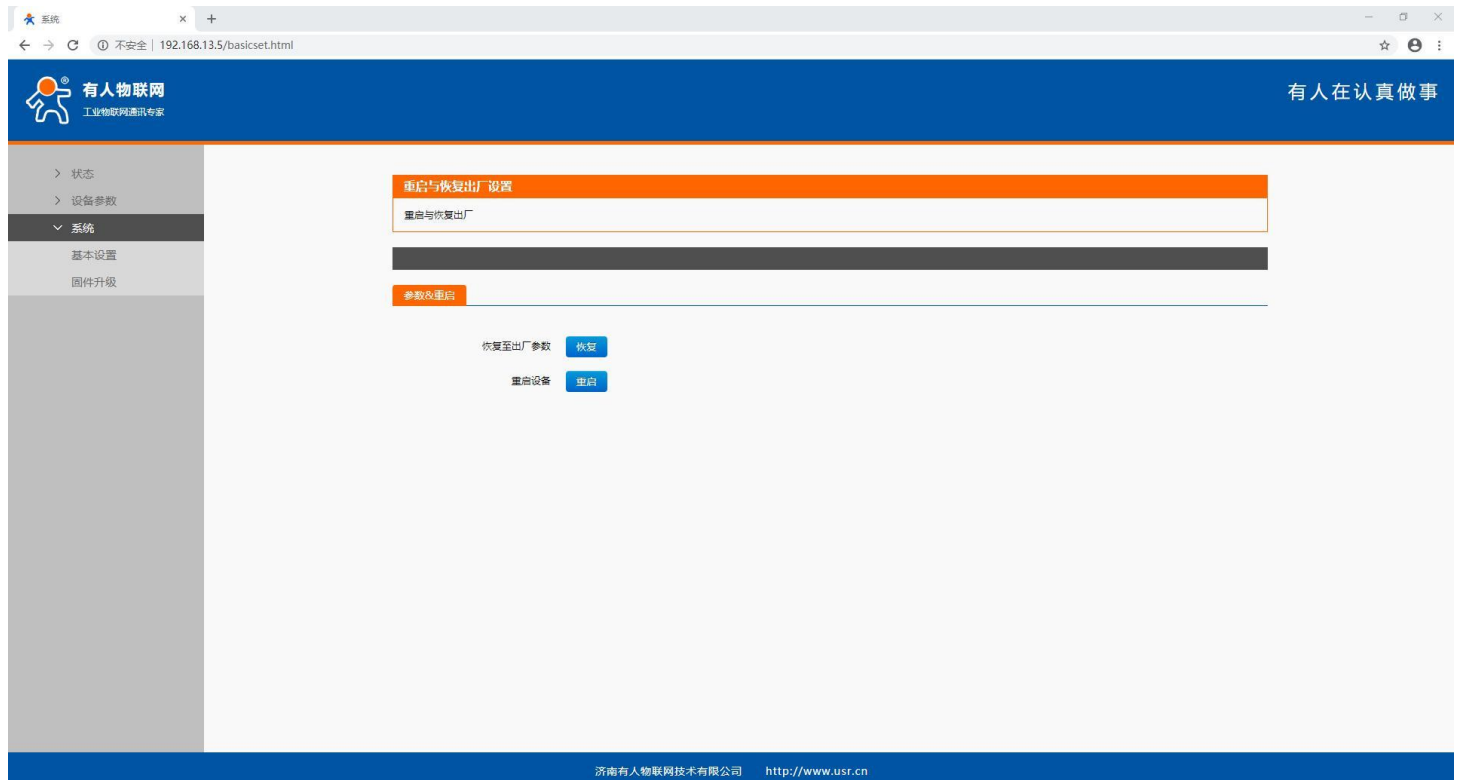 系统
不安全 | 192.168.13.5/basicset.html
有人物联网
®
工业物联网通讯专家
有人在认真做事
状态
设备参数
系统
基本设置
固件升级
重启与恢复出厂设置
重启与恢复出厂
参数&重启
恢复至出厂参数 恢复
重启设备 重启
济南有人物联网技术有限公司 http://www.usr.cn